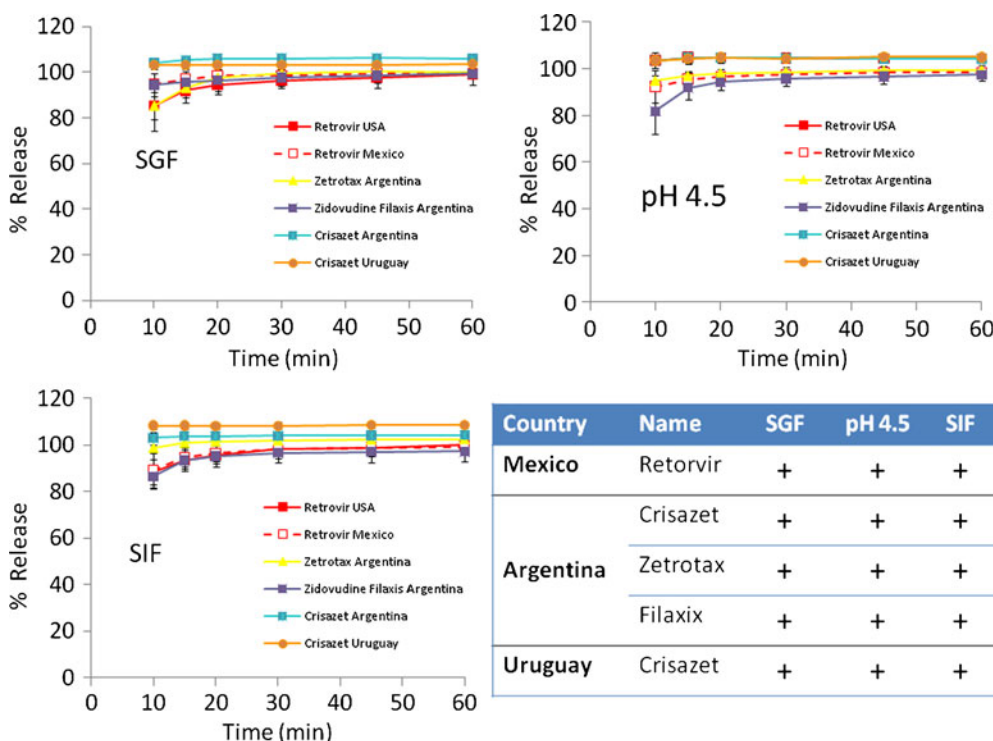 120
100
80
60
40
20
0
% Release
SGF
Retrovir USA
Retrovir Mexico
Zetrotax Argentina
Zidovudine Filaxis Argentina
Crisazet Argentina
Crisazet Uruguay
0 10 20 30 40 50 60
Time (min)
120
100
80
60
40
20
0
% Release
pH 4.5
Retrovir USA
Retrovir Mexico
Zetrotax Argentina
Zidovudine Filaxis Argentina
Crisazet Argentina
Crisazet Uruguay
0 10 20 30 40 50 60
Time (min)
120
100
80
60
40
20
0
% Release
SIF
Retrovir USA
Retrovir Mexico
Zetrotax Argentina
Zidovudine Filaxis Argentina
Crisazet Argentina
Crisazet Uruguay
0 10 20 30 40 50 60
Time (min)
Country Name SGF pH 4.5 SIF
Mexico Retorvir + + +
Crisazet + + +
Argentina Zetrotax + + +
Filaxix + + +
Uruguay Crisazet + + +